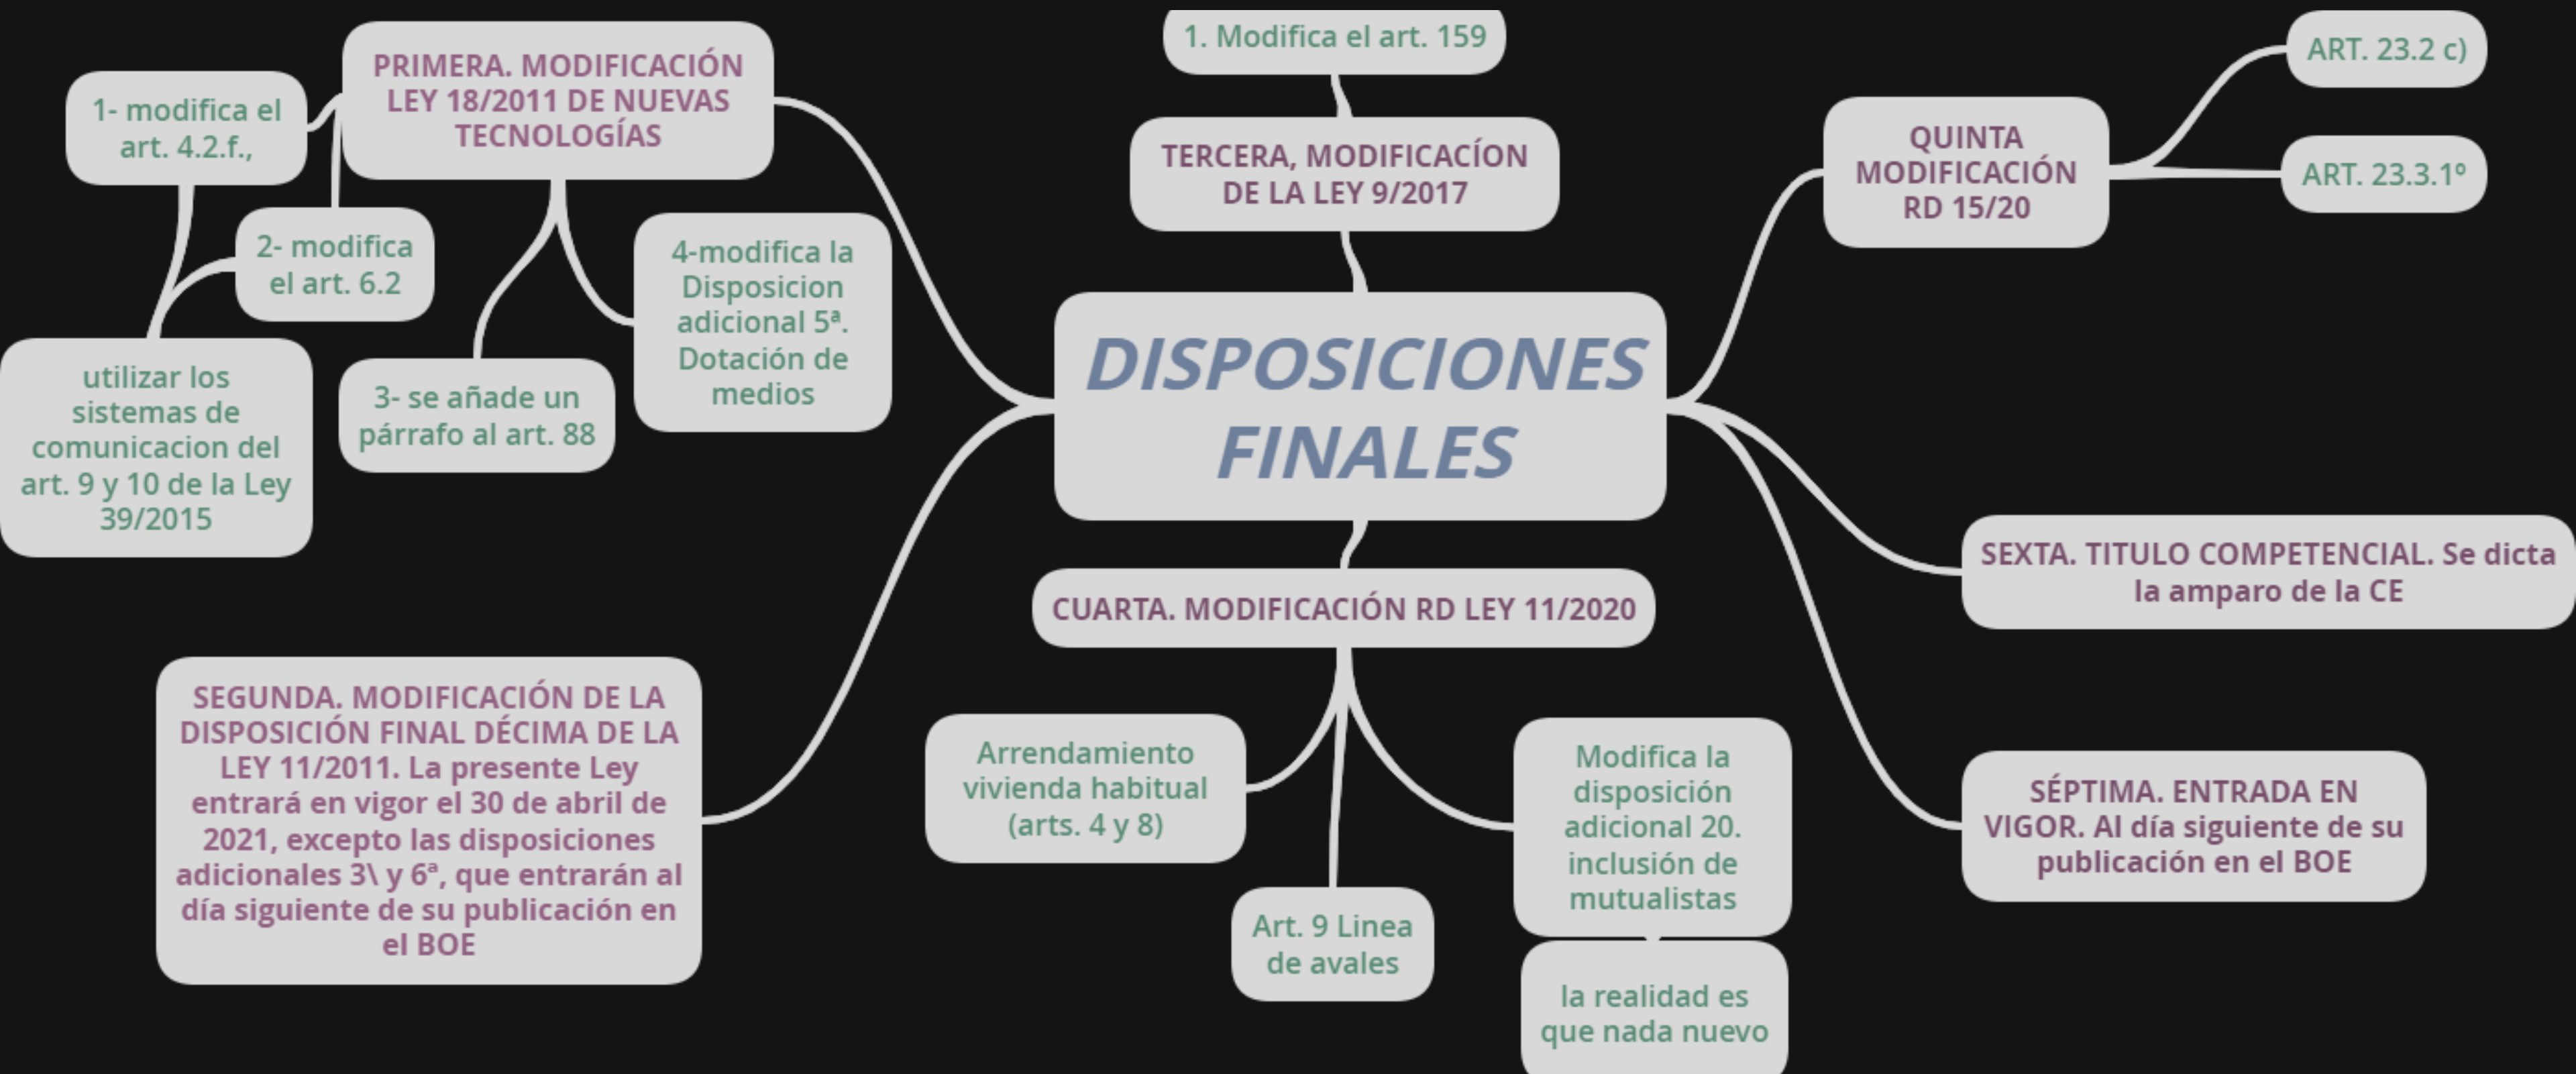 PRIMERA. MODIFICACIÓN
LEY 18/2011 DE NUEVAS
TECNOLOGÍAS
1- modifica el
art. 4.2.f.,
2- modifica
el art. 6.2
utilizar los
sistemas de
comunicacion del
art. 9 y 10 de la Ley
39/2015
3- se añade un
párrafo al art. 88
4-modifica la
Disposicion
adicional 5ª.
Dotación de
medios
SEGUNDA. MODIFICACIÓN DE LA
DISPOSICIÓN FINAL DÉCIMA DE LA
LEY 11/2011. La presente Ley
entrará en vigor el 30 de abril de
2021, excepto las disposiciones
adicionales 3\ y 6ª, que entrarán al
día siguiente de su publicación en
el BOE
1. Modifica el art. 159
TERCERA, MODIFICACÍON
DE LA LEY 9/2017
DISPOSICIONES
FINALES
CUARTA. MODIFICACIÓN RD LEY 11/2020
Arrendamiento
vivienda habitual
(arts. 4 y 8)
Art. 9 Linea
de avales
Modifica la
disposición
adicional 20.
inclusión de
mutualistas
la realidad es
que nada nuevo
QUINTA
MODIFICACIÓN
RD 15/20
ART. 23.2 c)
ART. 23.3.1º
SEXTA. TITULO COMPETENCIAL. Se dicta
la amparo de la CE
SÉPTIMA. ENTRADA EN
VIGOR. Al día siguiente de su
publicación en el BOE